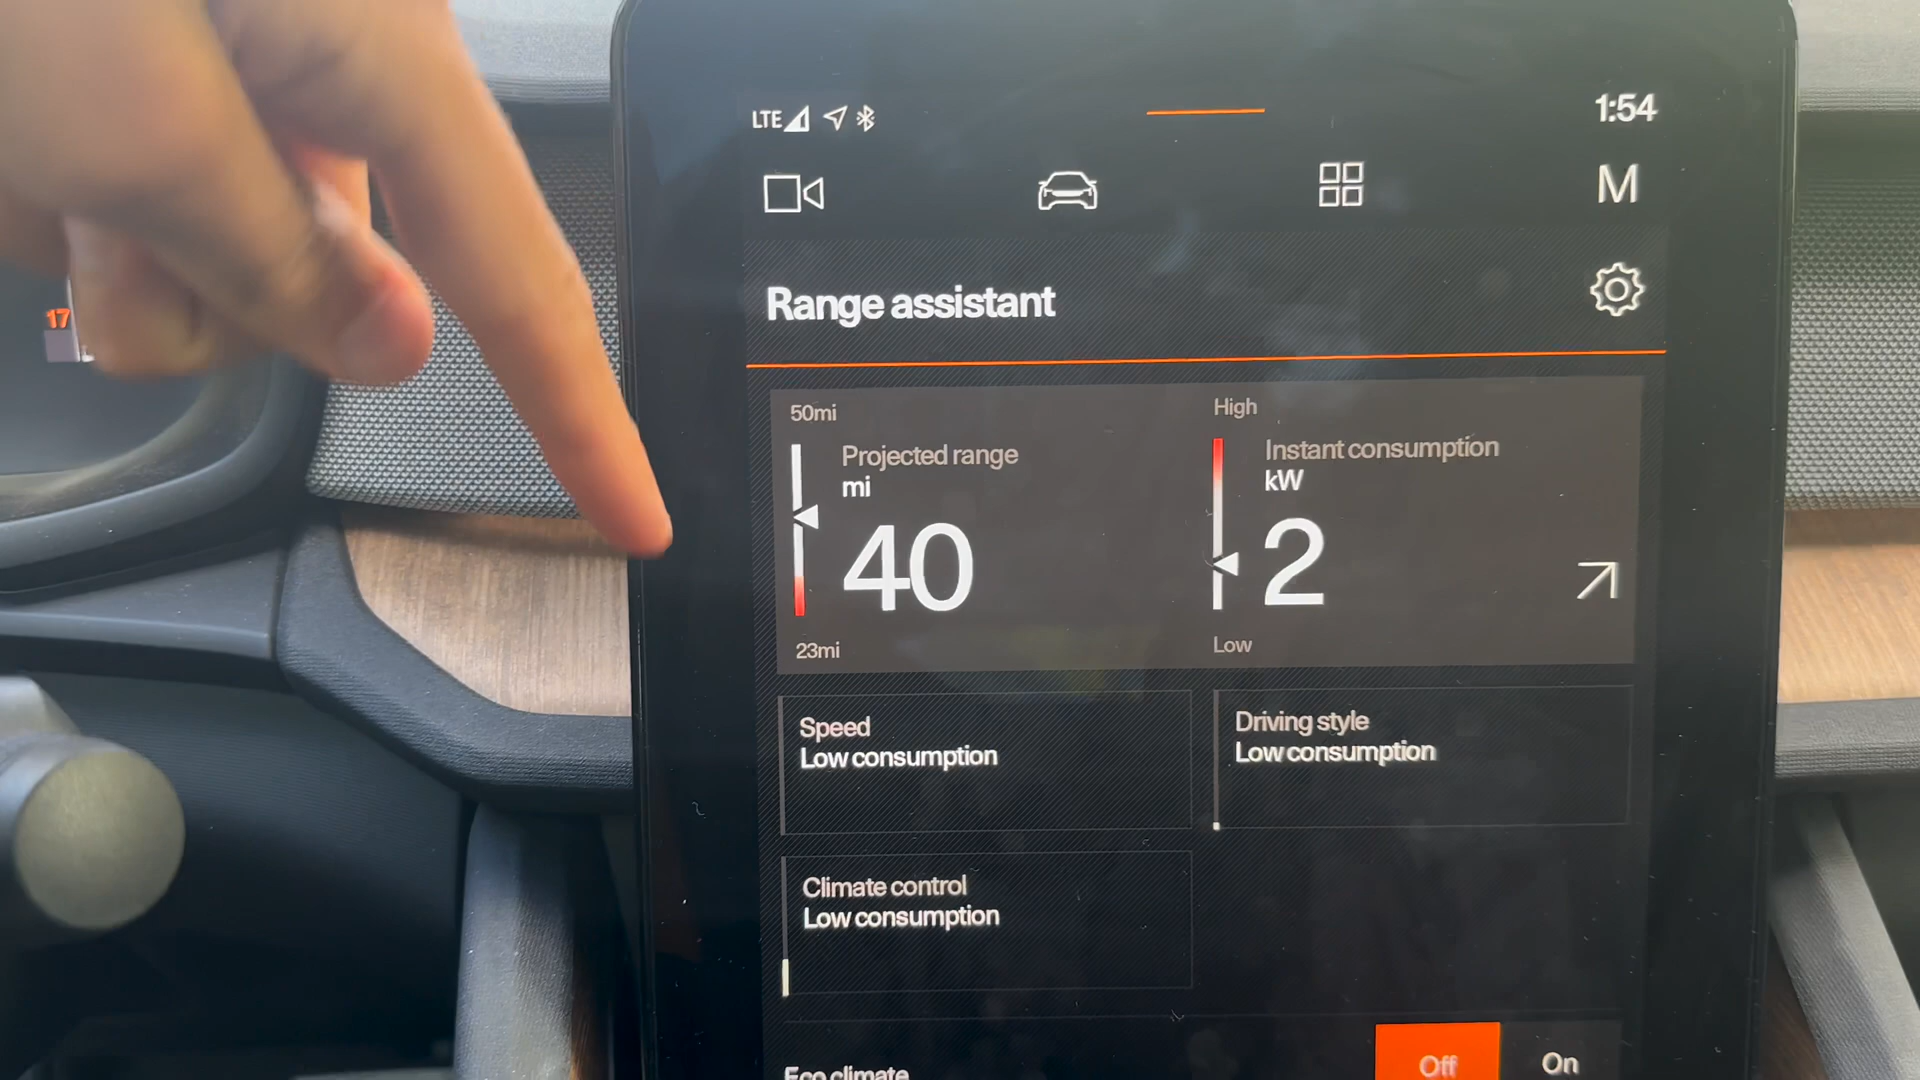 LTE
1:54
M
Range assistant
17
50mi
Projected range
mi
40
23mi
High
Instant consumption
kW
2
Low
Speed
Low consumption
Driving style
Low consumption
Climate control
Low consumption
Eco climate
Off
On